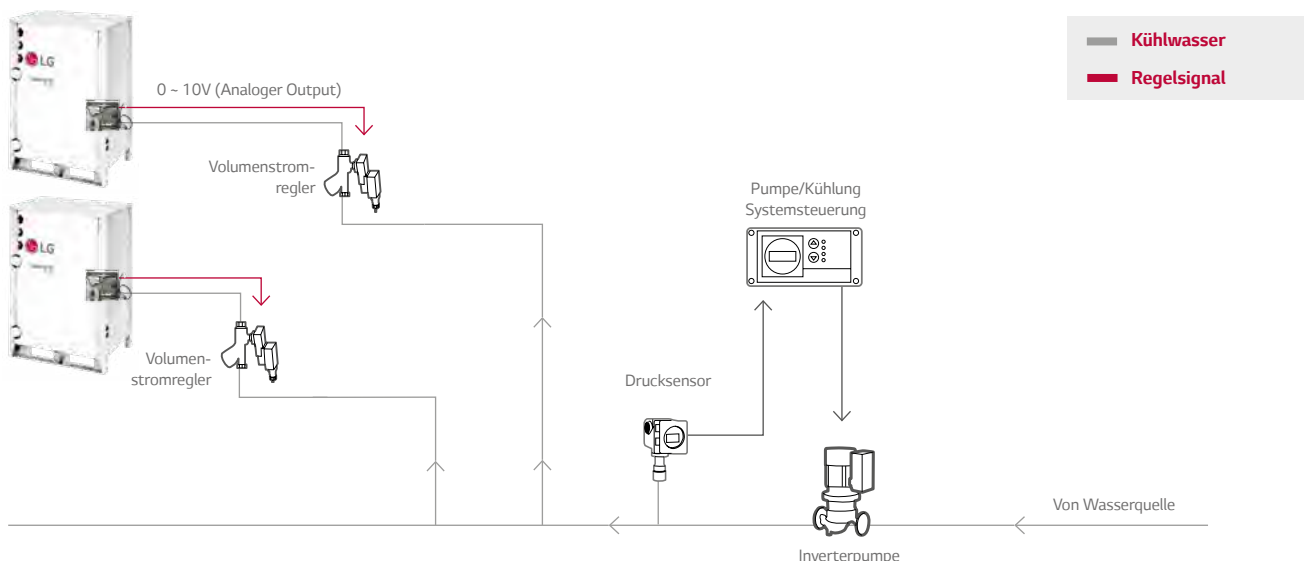 Kühlwasser
Regelsignal
LG
0 ~ 10V (Analoger Output)
Volumenstrom-
regler
Pumpe/Kühlung
Systemsteuerung
LG
Volumen-
stromregler
Drucksensor
Von Wasserquelle
Inverterpumpe